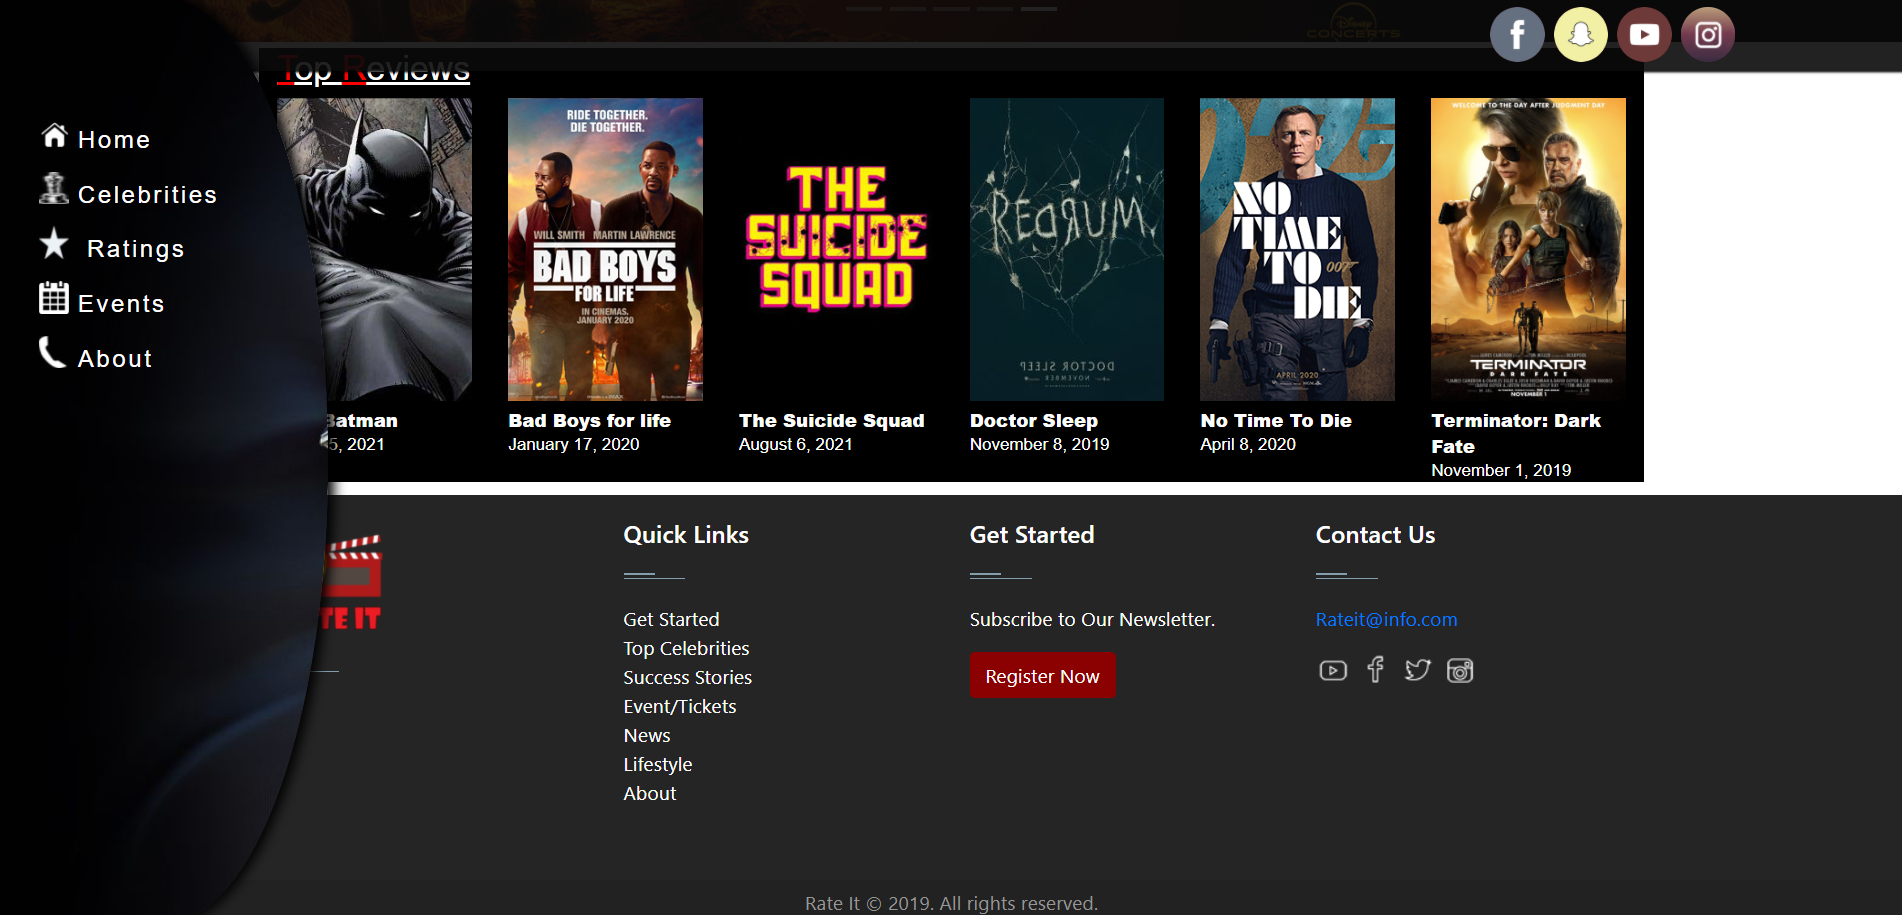 Disney
CONCERTS
Top Reviews
Home
Celebrities
Ratings
Events
About
RIDE TOGETHER.
DIE TOGETHER.
WILL SMITH MARTIN LAWRENCE
BAD BOYS
FOR LIFE
IN CINEMAS.
JANUARY 2020
THE
SUICIDE
SQUAD
REDRUM
DOCTOR SLEEP
NOVEMBER
NO
TIME
TO 007
DIE
APRIL 2020
WELCOME TO THE DAY AFTER JUDGMENT DAY
TERMINATOR
DARK FATE
NOVEMBER 1
Batman
5, 2021
Bad Boys for life
January 17, 2020
The Suicide Squad
August 6, 2021
Doctor Sleep
November 8, 2019
No Time To Die
April 8, 2020
Terminator: Dark
Fate
November 1, 2019
TE IT
Quick Links
Get Started
Top Celebrities
Success Stories
Event/Tickets
News
Lifestyle
About
Get Started
Subscribe to Our Newsletter.
Register Now
Contact Us
Rateit@info.com
Rate It © 2019. All rights reserved.